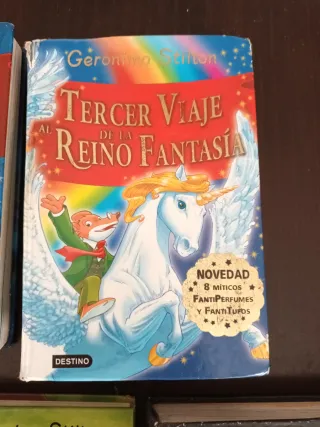 Geronimo Stilton
TERCER VIAJE
AL
DE LA
REINO FANTASÍA
NOVEDAD
8 MÍTICOS
FANTIPERFUMES
Y FANTITUFOS
DESTINO